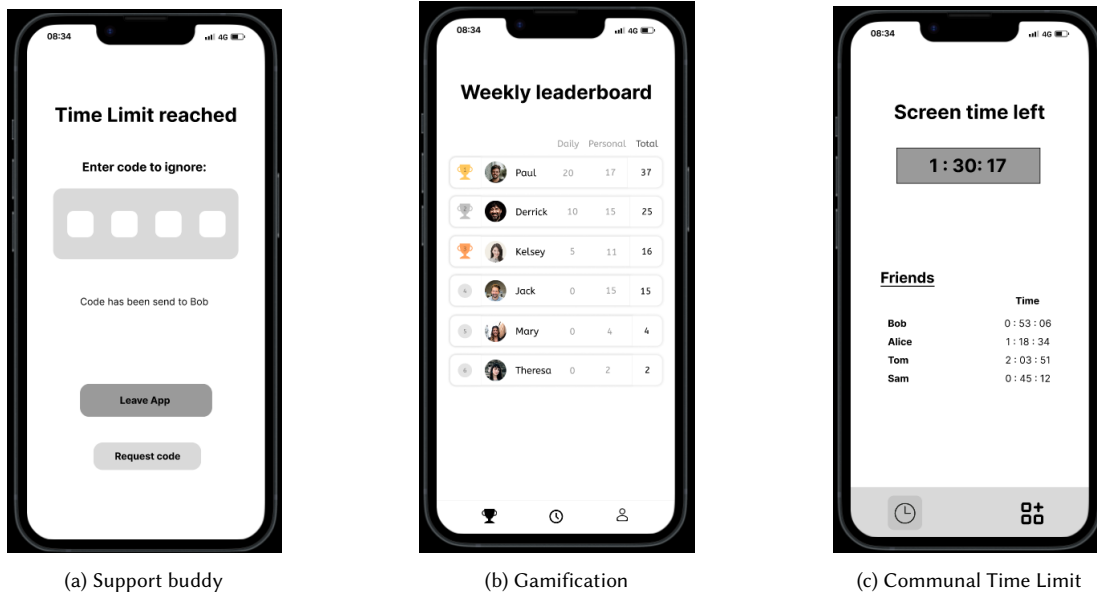 08:34
4G
Time Limit reached
Enter code to ignore:
Code has been send to Bob
Leave App
Request code
(a) Support buddy
08:34
4G
Weekly leaderboard
Daily Personal Total
1 Paul 20 17 37
2 Derrick 10 15 25
3 Kelsey 5 11 16
4 Jack 0 15 15
5 Mary 0 4 4
6 Theresa 0 2 2
(b) Gamification
08:34
4G
Screen time left
1 : 30: 17
Friends
Time
Bob 0 : 53 : 06
Alice 1 : 18 : 34
Tom 2 : 03 : 51
Sam 0 : 45 : 12
(c) Communal Time Limit